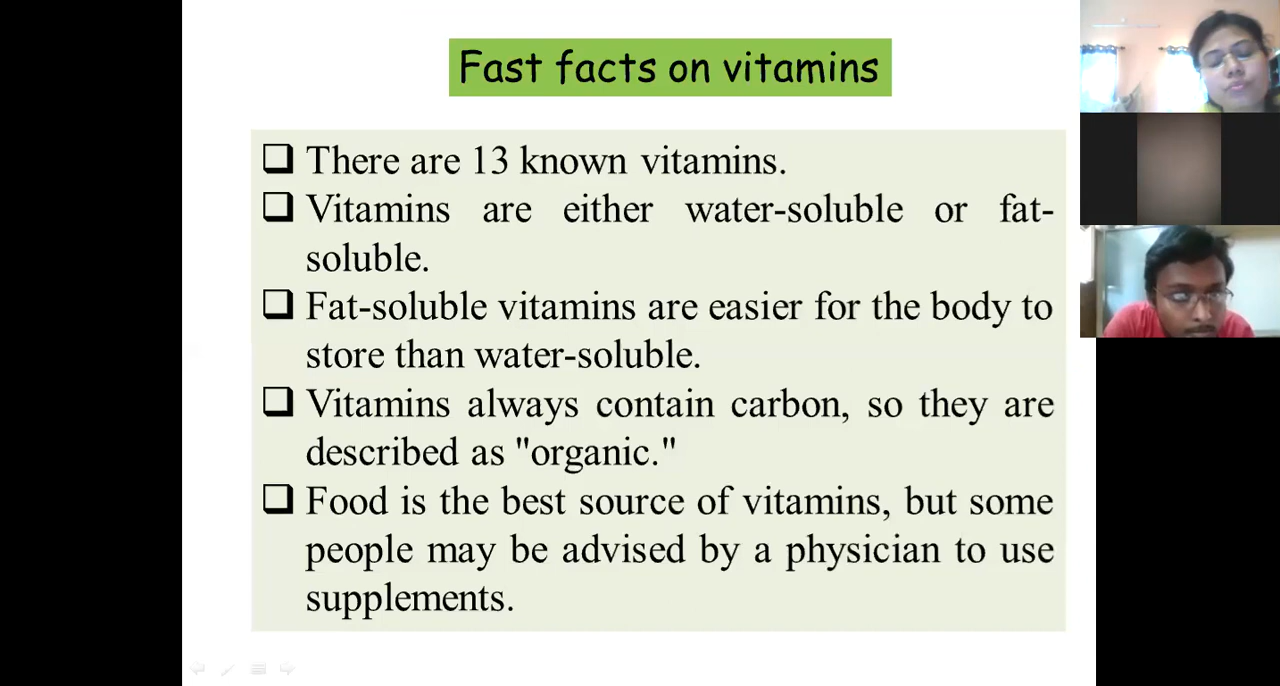 Fast facts on vitamins
❑ There are 13 known vitamins.
❑ Vitamins are either water-soluble or fat-
soluble.
❑ Fat-soluble vitamins are easier for the body to
store than water-soluble.
❑ Vitamins always contain carbon, so they are
described as "organic."
❑ Food is the best source of vitamins, but some
people may be advised by a physician to use
supplements.